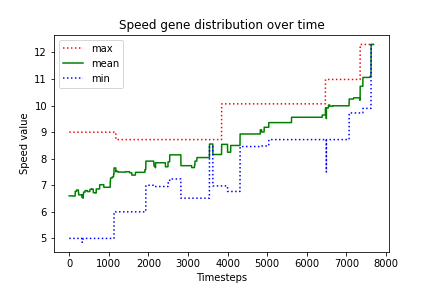 Speed gene distribution over time
max
mean
min
Speed value
12
11
10
9
8
7
6
5
0 1000 2000 3000 4000 5000 6000 7000 8000
Timesteps